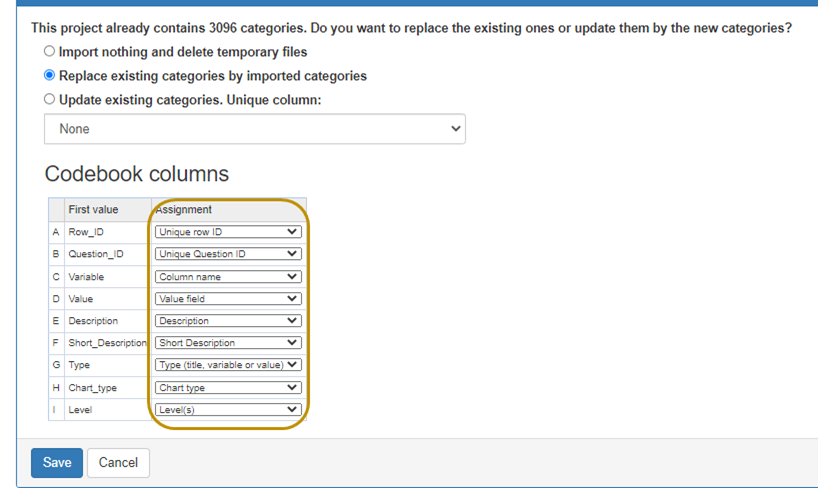 This project already contains 3096 categories. Do you want to replace the existing ones or update them by the new categories?
Import nothing and delete temporary files
Replace existing categories by imported categories
Update existing categories. Unique column:
None
Codebook columns
First value Assignment
A Row_ID Unique row ID
B Question_ID Unique Question ID
C Variable Column name
D Value Value field
E Description Description
F Short_Description Short Description
G Type Type (title, variable or value)
H Chart_type Chart type
I Level Level(s)
Save Cancel